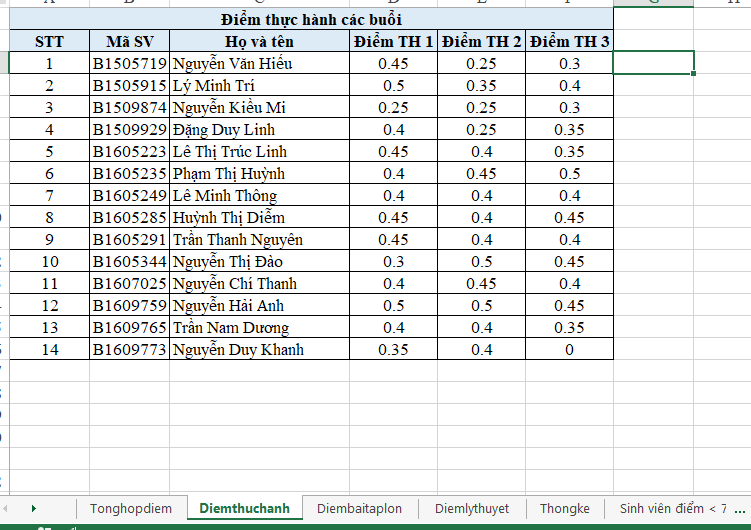 Điểm thực hành các buổi
STT Mã SV Họ và tên Điểm TH 1 Điểm TH 2 Điểm TH 3
1 B1505719 Nguyễn Văn Hiếu 0.45 0.25 0.3
2 B1505915 Lý Minh Trí 0.5 0.35 0.4
3 B1509874 Nguyễn Kiều Mi 0.25 0.25 0.3
4 B1509929 Đặng Duy Linh 0.4 0.25 0.35
5 B1605223 Lê Thị Trúc Linh 0.45 0.4 0.35
6 B1605235 Phạm Thị Huỳnh 0.4 0.45 0.5
7 B1605249 Lê Minh Thông 0.4 0.4 0.4
8 B1605285 Huỳnh Thị Diễm 0.45 0.4 0.45
9 B1605291 Trần Thanh Nguyên 0.45 0.4 0.4
10 B1605344 Nguyễn Thị Đào 0.3 0.5 0.45
11 B1607025 Nguyễn Chí Thanh 0.4 0.45 0.4
12 B1609759 Nguyễn Hải Anh 0.5 0.5 0.45
13 B1609765 Trần Nam Dương 0.4 0.4 0.35
14 B1609773 Nguyễn Duy Khanh 0.35 0.4 0
Tonghopdiem Diemthuchanh Diembaitaplon Diemlythuyet Thongke Sinh viên điểm < 7 ...